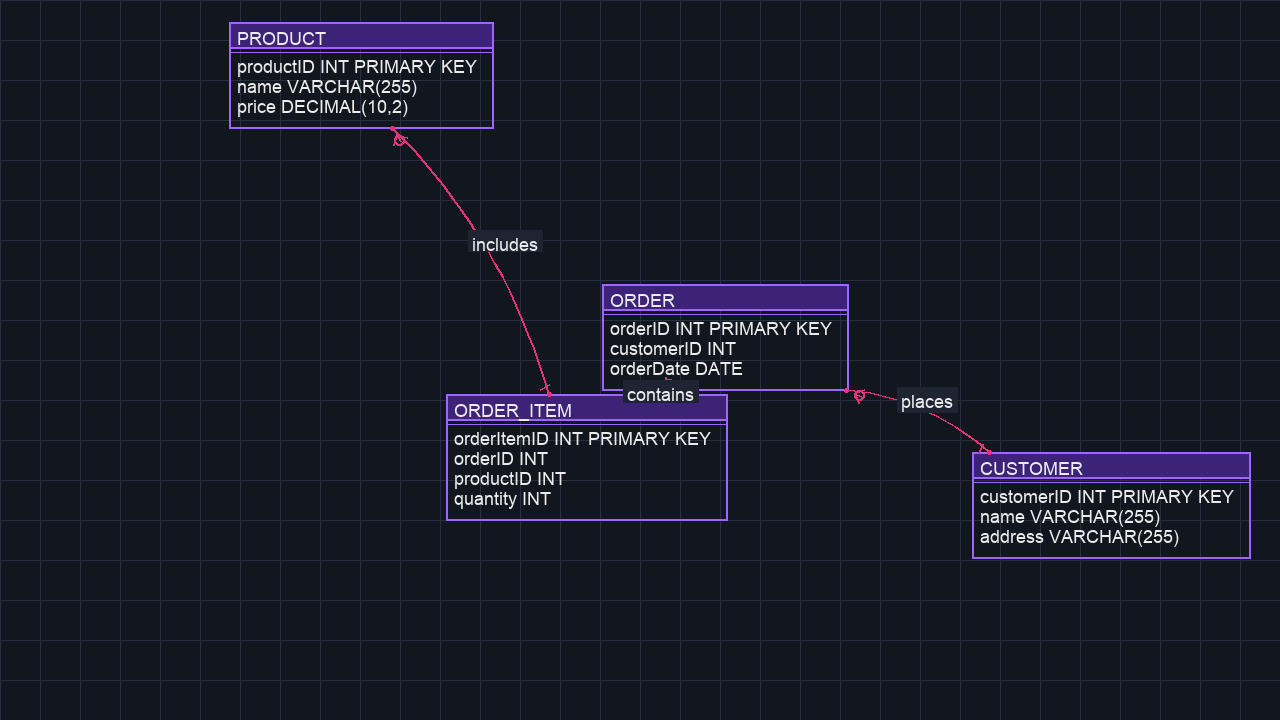 PRODUCT
productID INT PRIMARY KEY
name VARCHAR(255)
price DECIMAL(10,2)
includes
ORDER
orderID INT PRIMARY KEY
customerID INT
orderDate DATE
contains
places
ORDER_ITEM
orderItemID INT PRIMARY KEY
orderID INT
productID INT
quantity INT
CUSTOMER
customerID INT PRIMARY KEY
name VARCHAR(255)
address VARCHAR(255)